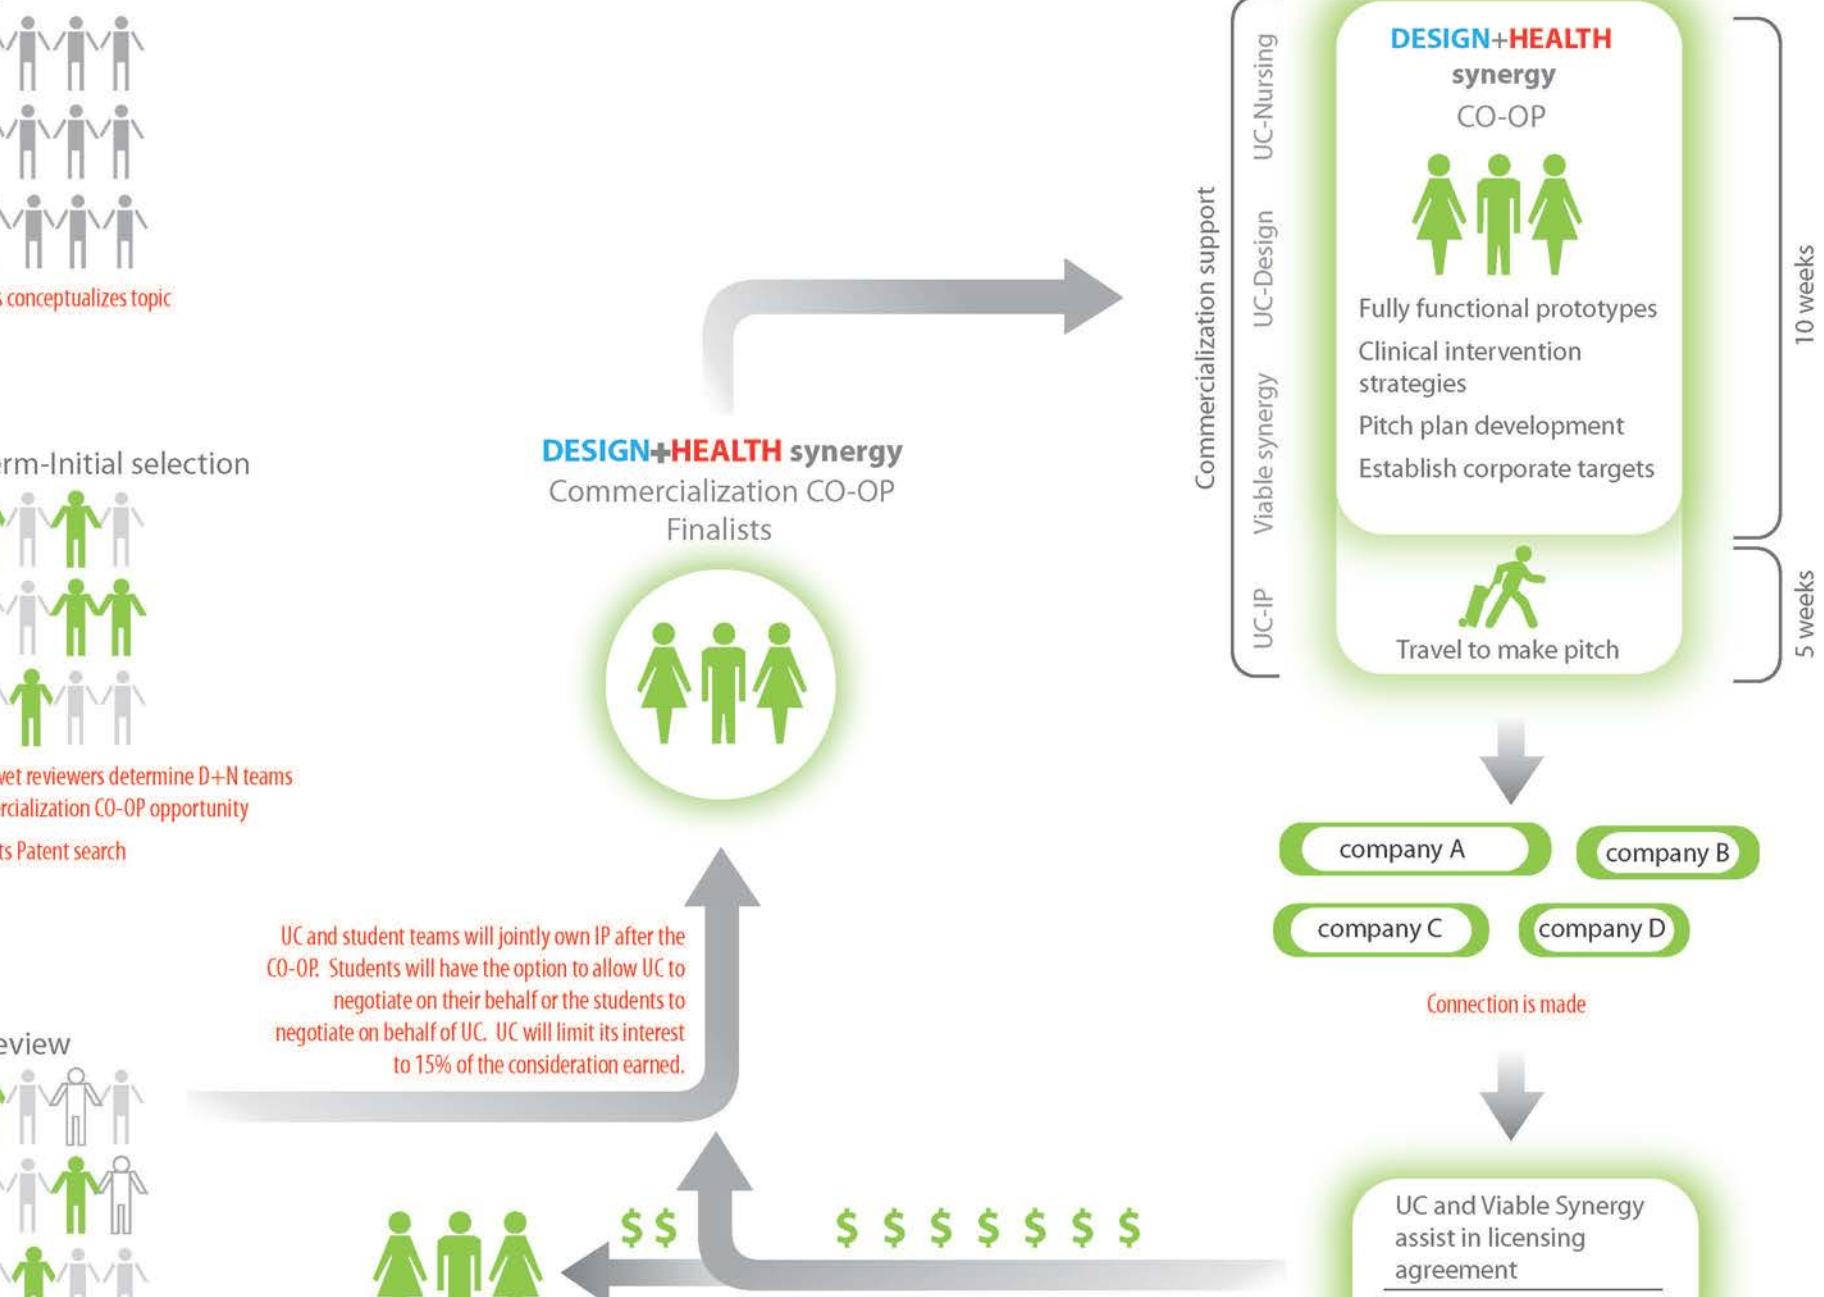 s conceptualizes topic
erm-Initial selection
vet reviewers determine D+N teams
ercialization CO-OP opportunity
ts Patent search
eview
DESIGN+HEALTH synergy
Commercialization CO-OP
Finalists
UC and student teams will jointly own IP after the
CO-OP. Students will have the option to allow UC to
negotiate on their behalf or the students to
negotiate on behalf of UC. UC will limit its interest
to 15% of the consideration earned.
$ $
$ $ $ $ $ $ $
Commercialization support
UC-Nursing
UC-Design
Viable synergy
UC-IP
DESIGN+HEALTH
synergy
CO-OP
Fully functional prototypes
Clinical intervention
strategies
Pitch plan development
Establish corporate targets
10 weeks
Travel to make pitch
5 weeks
company A
company B
company C
company D
Connection is made
UC and Viable Synergy
assist in licensing
agreement